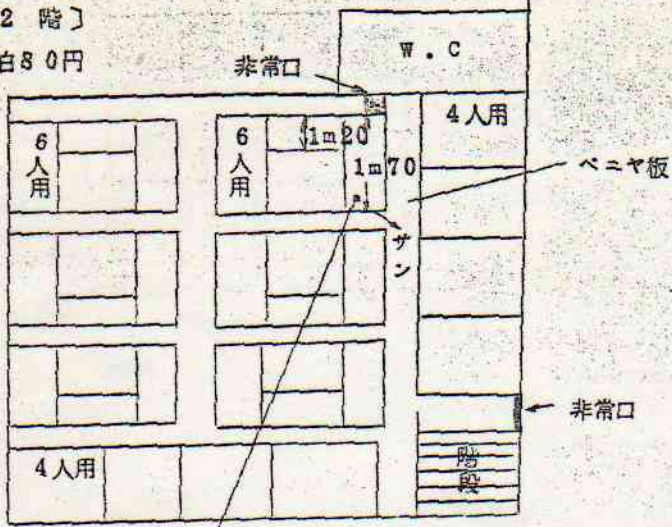 2 階〕
白80円
非常口
W.C
4人用
6人用
6人用
1m20
1m70
ベニヤ板
サン
非常口
4人用
階段